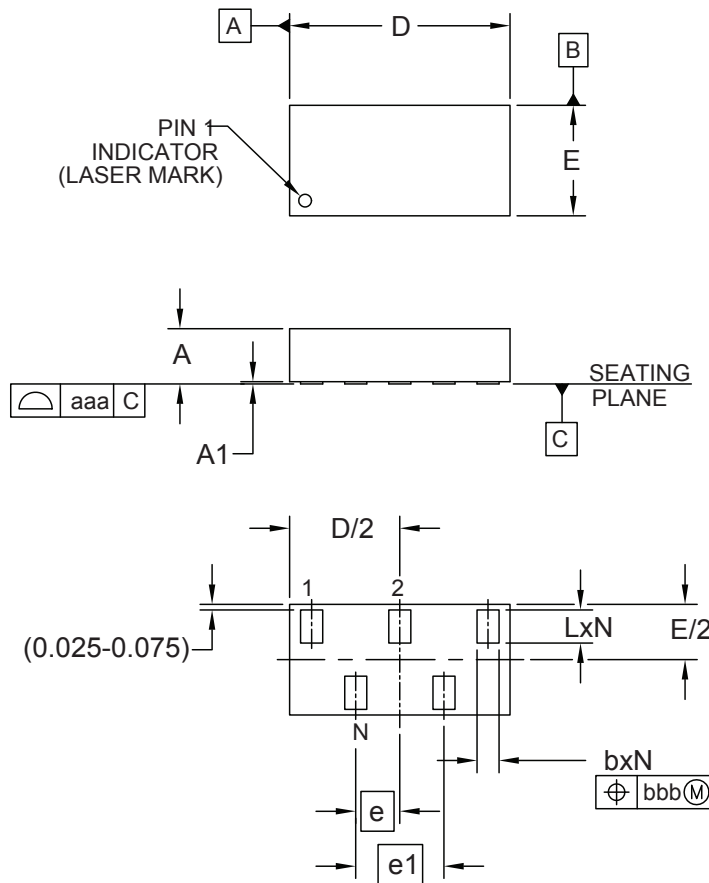 A
D
B
PIN 1
INDICATOR
(LASER MARK)
E
A
SEATING
PLANE
aaa C
C
A1
D/2
1 2
LxN
E/2
(0.025-0.075)
N
bxN
bbb Ⓜ
e
e1